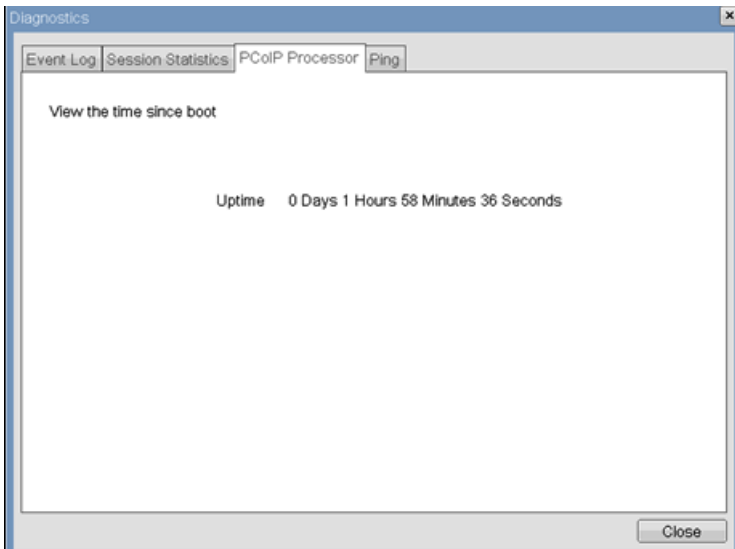 Diagnostics
Event Log Session Statistics PCoIP Processor Ping
View the time since boot
Uptime 0 Days 1 Hours 58 Minutes 36 Seconds
Close